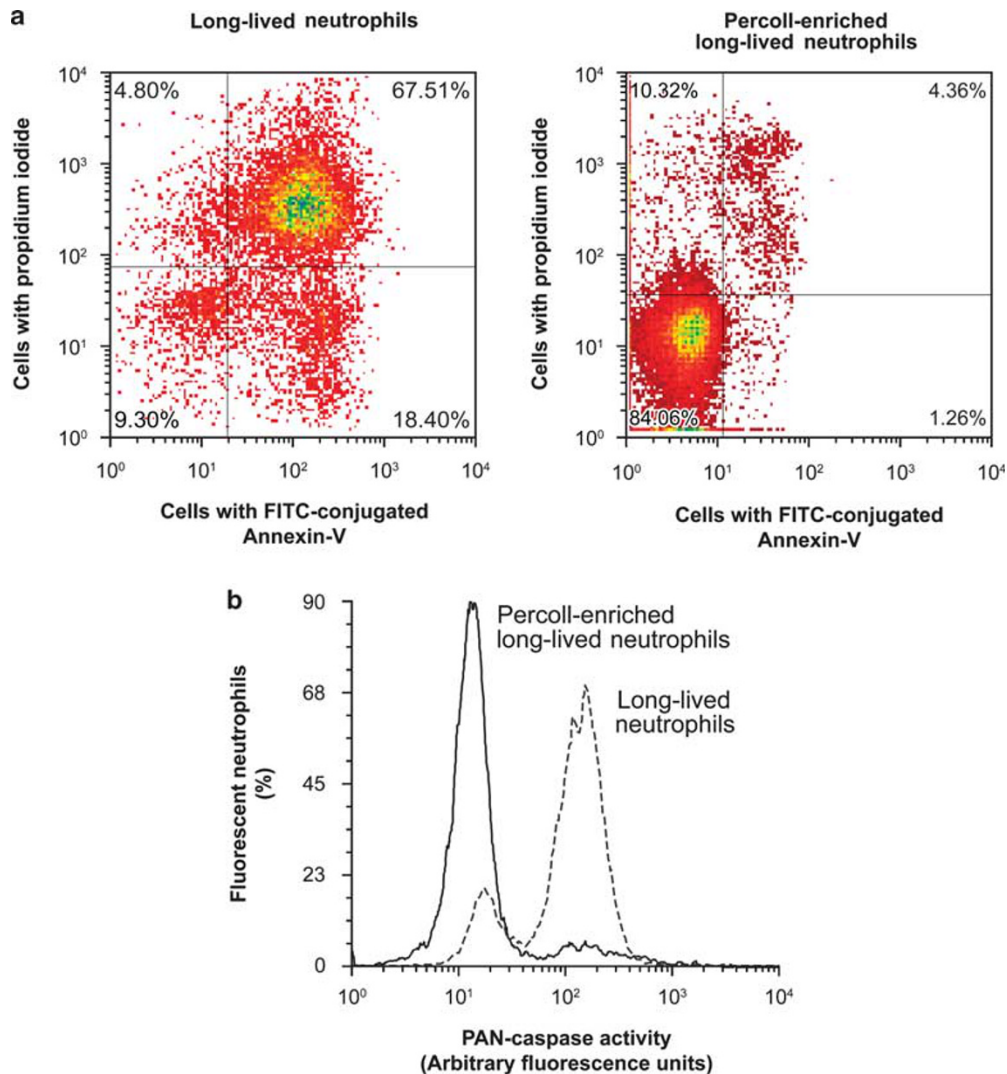 a
Long-lived neutrophils
Percoll-enriched
long-lived neutrophils
10⁴
4.80%
67.51%
10³
10²
10¹
10⁰
9.30%
18.40%
10⁰
10¹
10²
10³
10⁴
Cells with propidium iodide
Cells with FITC-conjugated
Annexin-V
10⁴
10.32%
4.36%
10³
10²
10¹
10⁰
84.06%
1.26%
10⁰
10¹
10²
10³
10⁴
Cells with propidium iodide
Cells with FITC-conjugated
Annexin-V
b
90
68
45
23
0
Fluorescent neutrophils
(%)
Percoll-enriched
long-lived neutrophils
Long-lived
neutrophils
10⁰
10¹
10²
10³
10⁴
PAN-caspase activity
(Arbitrary fluorescence units)